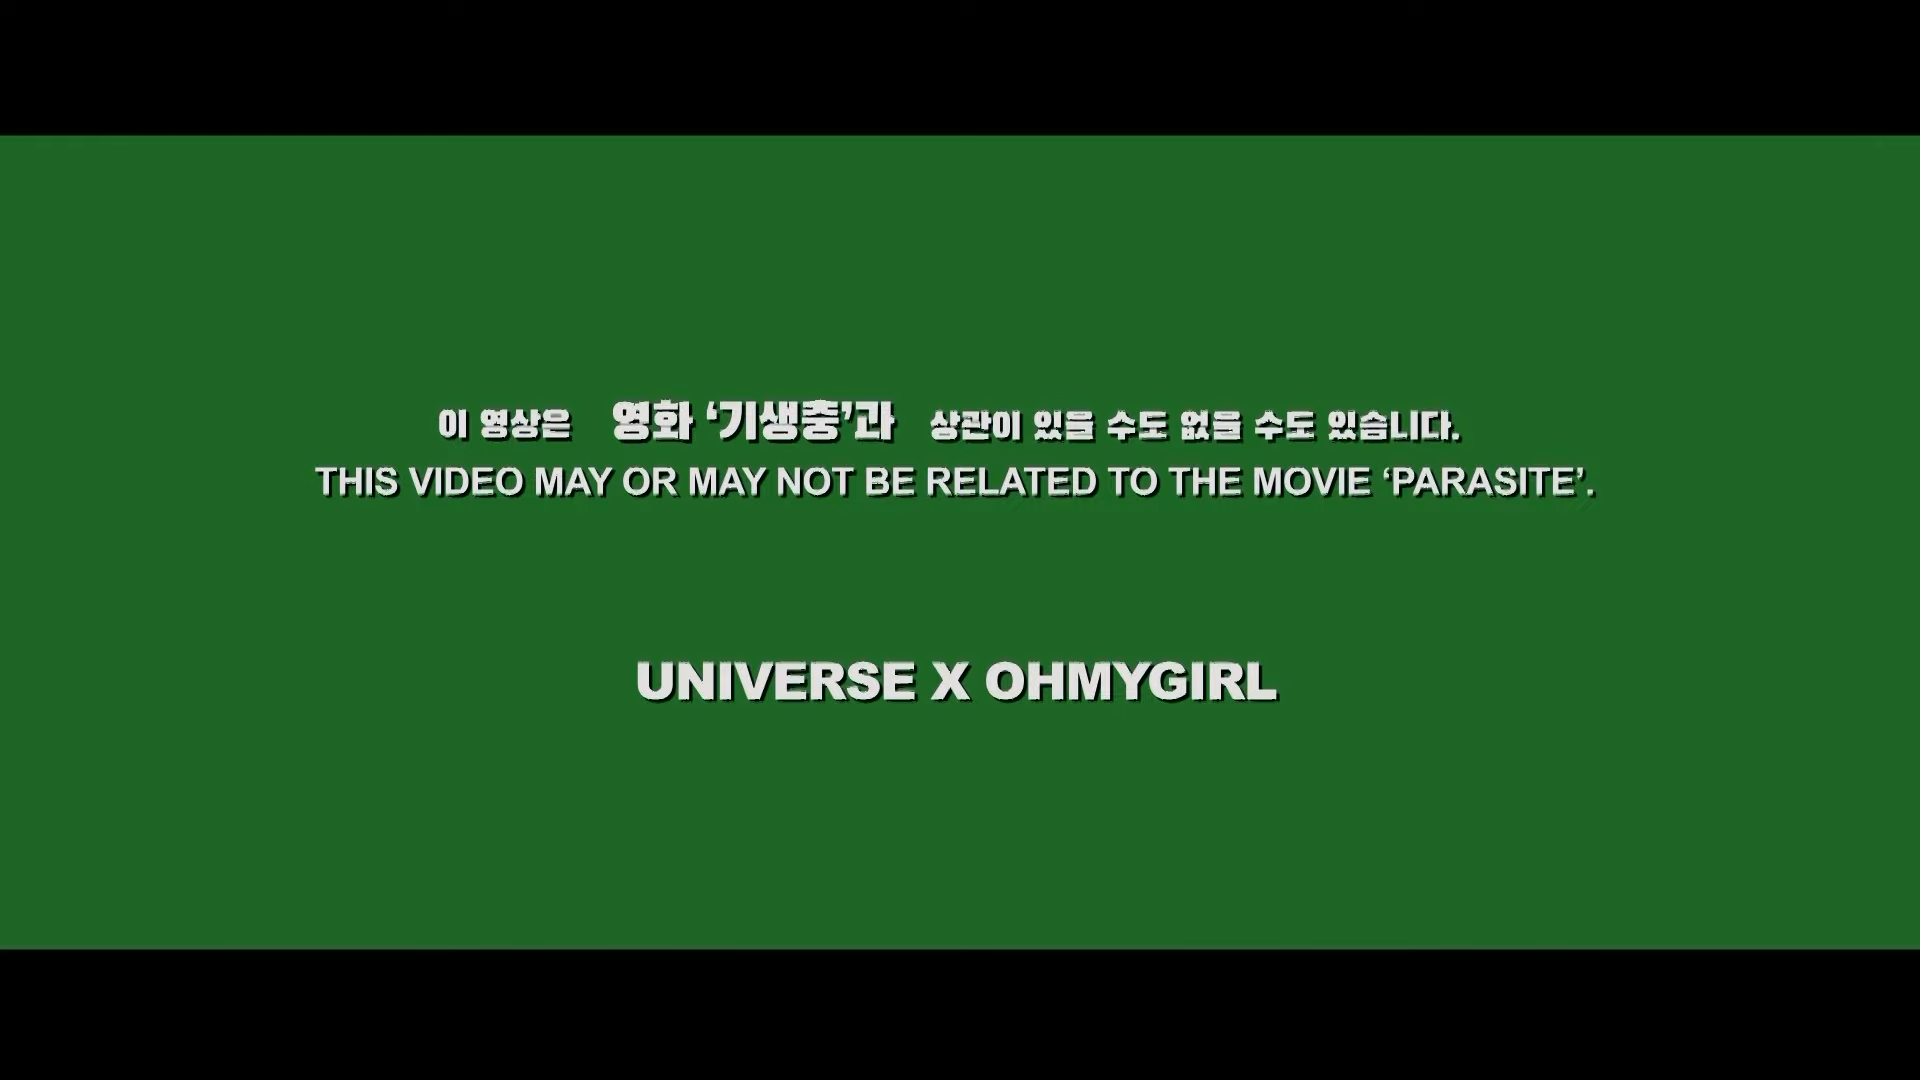 이 영상은 영화 ‘기생충’과 상관이 있을 수도 없을 수도 있습니다.
THIS VIDEO MAY OR MAY NOT BE RELATED TO THE MOVIE ‘PARASITE’.
UNIVERSE X OHMYGIRL